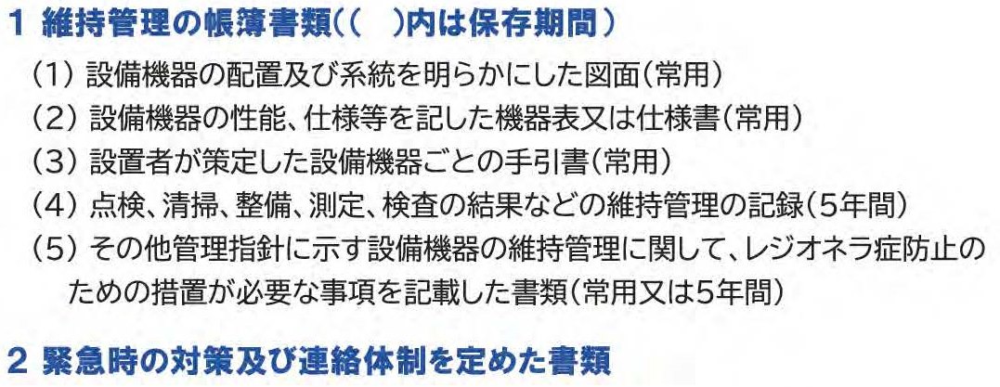 1 維持管理の帳簿書類((　)内は保存期間)
(1) 設備機器の配置及び系統を明らかにした図面(常用)
(2) 設備機器の性能、仕様等を記した機器表又は仕様書(常用)
(3) 設置者が策定した設備機器ごとの手引書(常用)
(4) 点検、清掃、整備、測定、検査の結果などの維持管理の記録(5年間)
(5) その他管理指針に示す設備機器の維持管理に関して、レジオネラ症防止の
ための措置が必要な事項を記載した書類(常用又は5年間)
2 緊急時の対策及び連絡体制を定めた書類